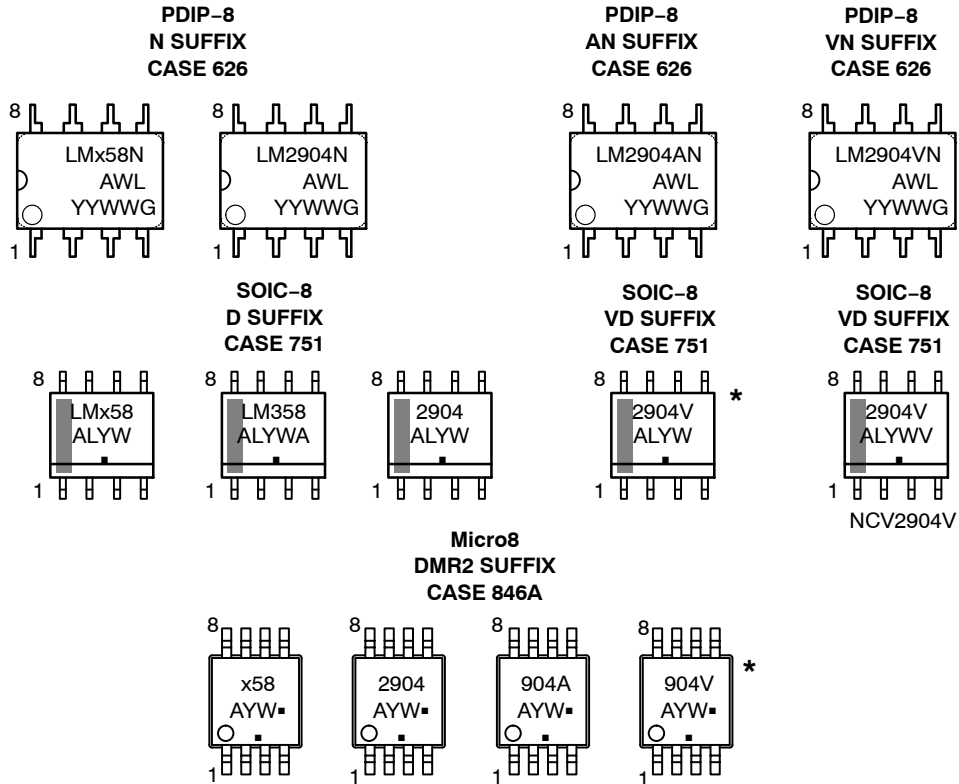 PDIP−8
N SUFFIX
CASE 626
PDIP−8
AN SUFFIX
CASE 626
PDIP−8
VN SUFFIX
CASE 626
8
LMx58N
AWL
YYWWG
1
8
LM2904N
AWL
YYWWG
1
8
LM2904AN
AWL
YYWWG
1
8
LM2904VN
AWL
YYWWG
1
SOIC−8
D SUFFIX
CASE 751
SOIC−8
VD SUFFIX
CASE 751
SOIC−8
VD SUFFIX
CASE 751
8
LMx58
ALYW
1
8
LM358
ALYWA
1
8
2904
ALYW
1
8
2904V
ALYW
1
*
8
2904V
ALYWV
1
NCV2904V
Micro8
DMR2 SUFFIX
CASE 846A
8
x58
AYW▪
1
8
2904
AYW▪
1
8
904A
AYW▪
1
8
904V
AYW▪
1
*